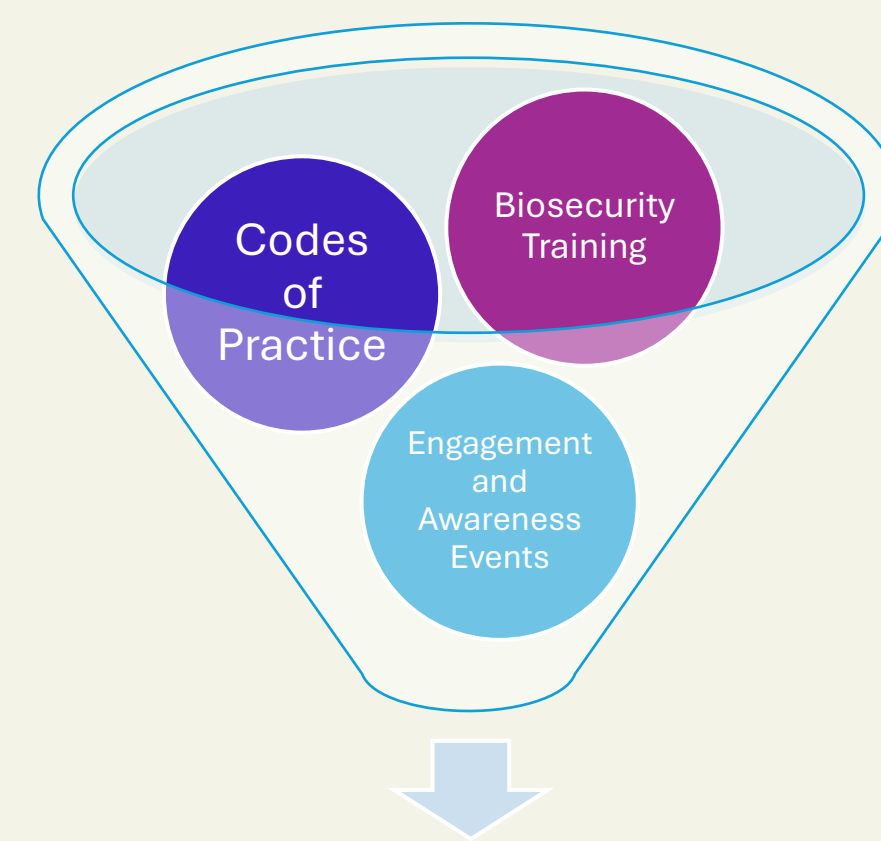 Codes
of
Practice
Biosecurity
Training
Engagement
and
Awareness
Events